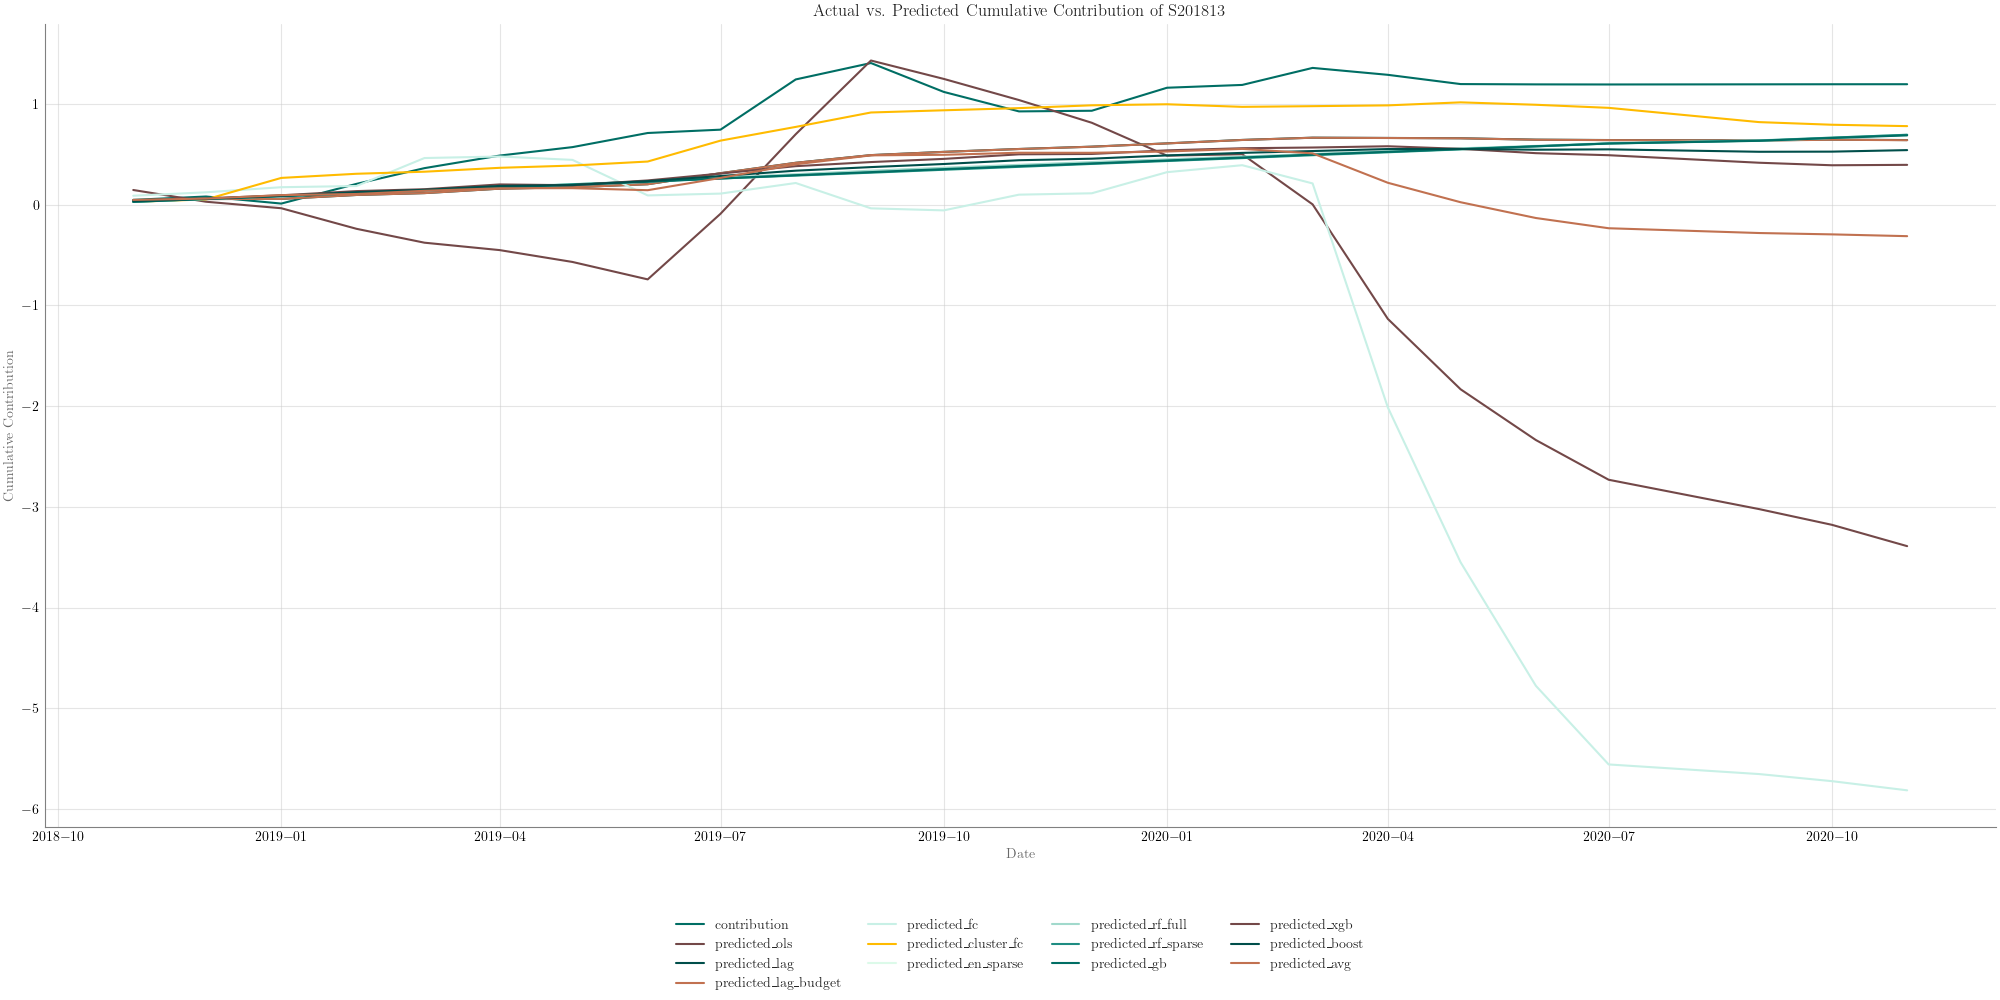 Actual vs. Predicted Cumulative Contribution of S201813
Cumulative Contribution
1
0
−1
−2
−3
−4
−5
−6
2018−10 2019−01 2019−04 2019−07 2019−10 2020−01 2020−04 2020−07 2020−10
Date
contribution predicted_fc predicted_rf_full predicted_xgb
predicted_ols predicted_cluster_fc predicted_rf_sparse predicted_boost
predicted_lag predicted_en_sparse predicted_gb predicted_avg
predicted_lag_budget